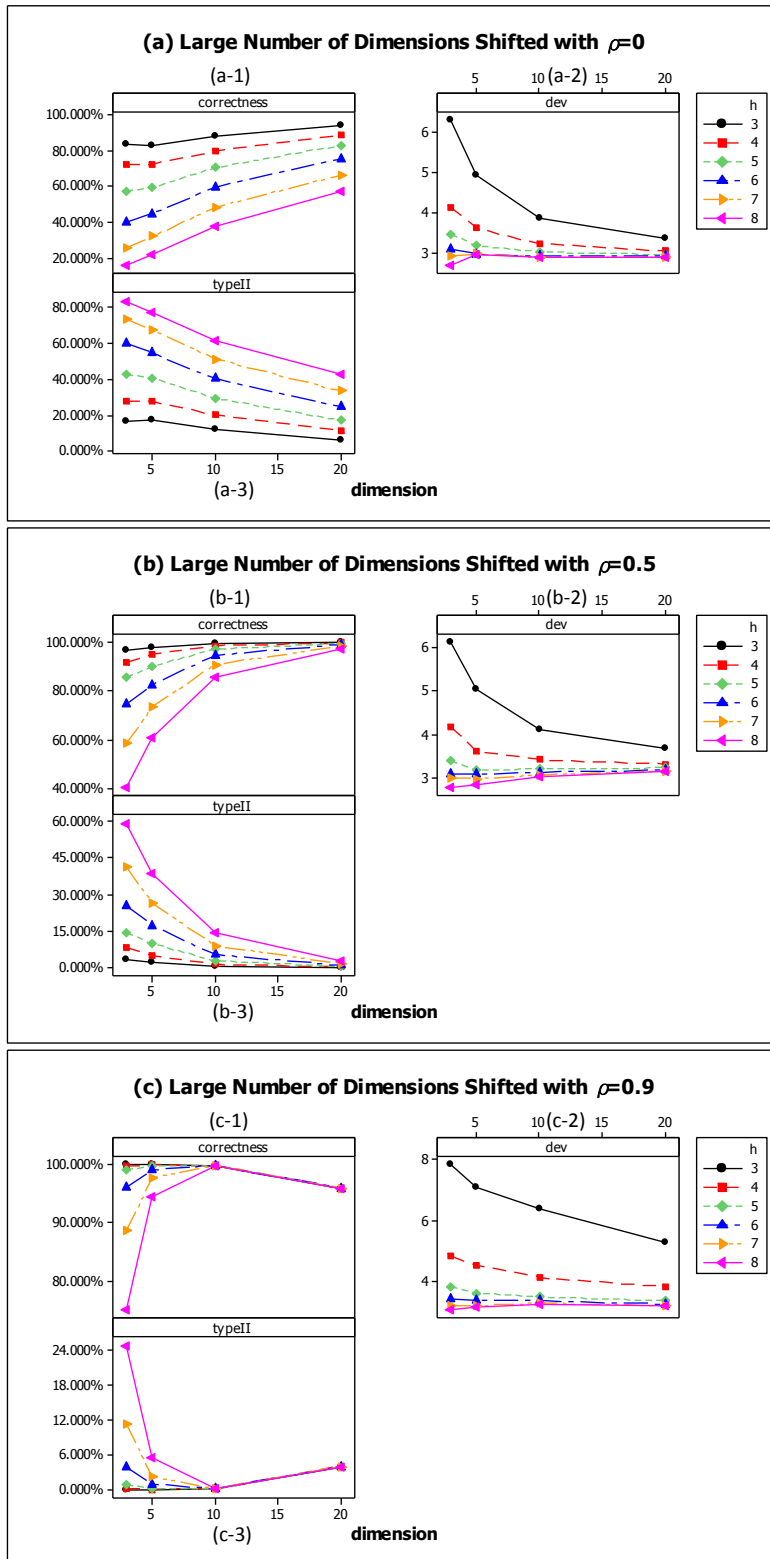 (a) Large Number of Dimensions Shifted with ρ=0
(a-1)
5 10 (a-2) 15 20
correctness
dev
h
3
4
5
6
7
8
100.000%
80.000%
60.000%
40.000%
20.000%
6
5
4
3
typeII
80.000%
60.000%
40.000%
20.000%
0.000%
5 10 15 20
(a-3)
dimension
(b) Large Number of Dimensions Shifted with ρ=0.5
(b-1)
5 10 (b-2) 20
correctness
dev
h
3
4
5
6
7
8
100.000%
80.000%
60.000%
40.000%
6
5
4
3
typeII
60.000%
45.000%
30.000%
15.000%
0.000%
5 10 15 20
(b-3)
dimension
(c) Large Number of Dimensions Shifted with ρ=0.9
(c-1)
5 10 (c-2) 20
correctness
dev
h
3
4
5
6
7
8
100.000%
90.000%
80.000%
8
6
4
typeII
24.000%
18.000%
12.000%
6.000%
0.000%
5 10 15 20
(c-3)
dimension